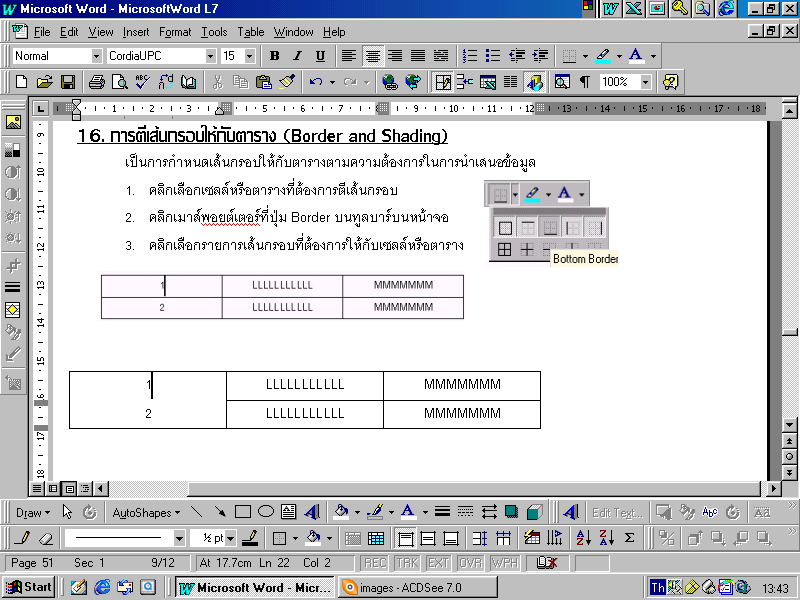 Microsoft Word - MicrosoftWord L7
File Edit View Insert Format Tools Table Window Help
Normal CordiaUPC 15 B I U
100%
16. การตีเส้นกรอบให้กับตาราง (Border and Shading)
เป็นการกำหนดเส้นกรอบให้กับตารางตามความต้องการในการนำเสนอข้อมูล
1. คลิกเลือกเซลล์หรือตารางที่ต้องการตีเส้นกรอบ
2. คลิกเมาส์พอยต์เตอร์ที่ปุ่ม Border บนทูลบาร์บนหน้าจอ
3. คลิกเลือกรายการเส้นกรอบที่ต้องการให้กับเซลล์หรือตาราง
Bottom Border
1 LLLLLLLLLLL MMMMMMM
2 LLLLLLLLLLL MMMMMMM
1 LLLLLLLLLLL MMMMMMM
2 LLLLLLLLLLL MMMMMMM
Draw AutoShapes Edit Text...
½ pt
Page 51 Sec 1 9/12 At 17.7cm Ln 22 Col 2 REC TRK EXT OVR WPH
Start Microsoft Word - Micr... images - ACDSee 7.0 Th 13:43